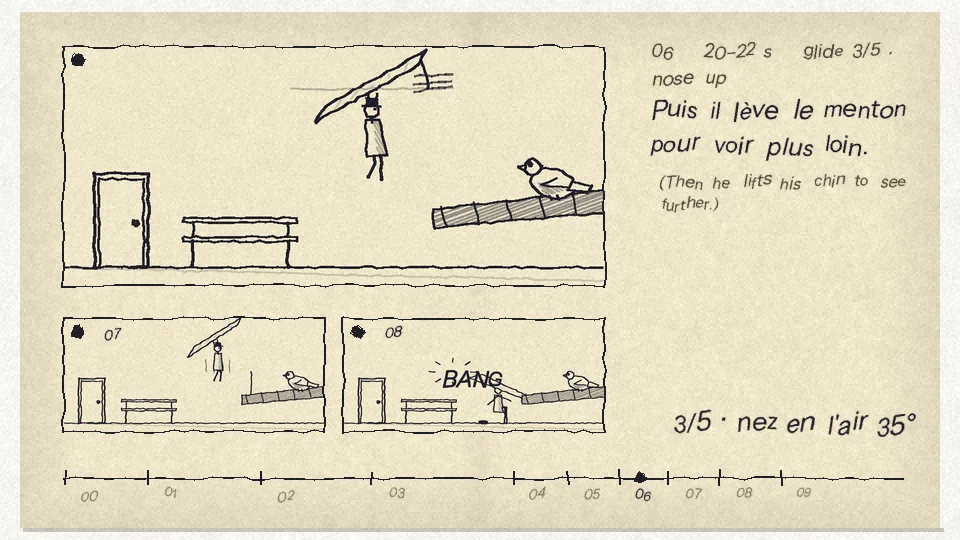 06 20–22 s glide 3/5 ·
nose up
Puis il lève le menton
pour voir plus loin.
(Then he lifts his chin to see
further.)
07
08
BANG
3/5 · nez en l'air 35°
00 01 02 03 04 05 06 07 08 09